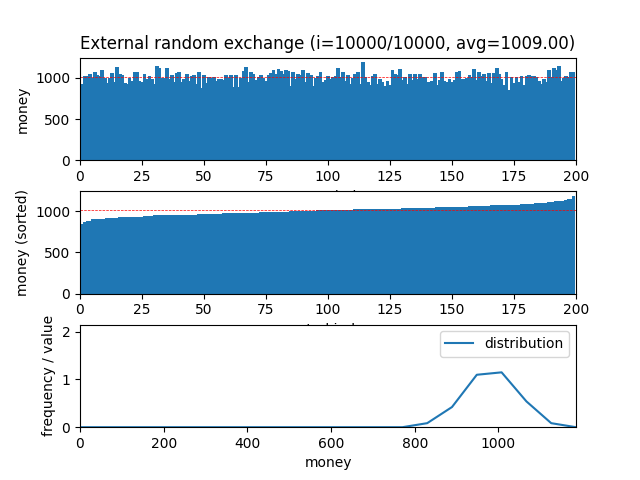 External random exchange (i=10000/10000, avg=1009.00)
1000
500
0
money
0 25 50 75 100 125 150 175 200
1000
500
0
money (sorted)
0 25 50 75 100 125 150 175 200
2
1
0
frequency / value
distribution
0 200 400 600 800 1000
money